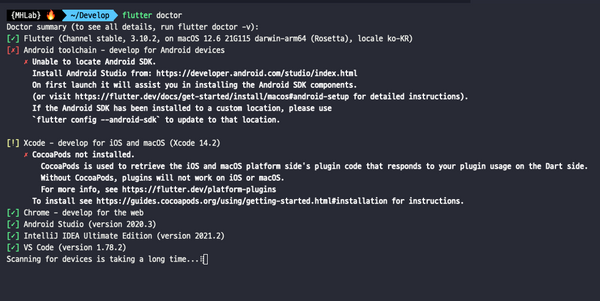 {MHLab} 🔥 ~/Develop flutter doctor
Doctor summary (to see all details, run flutter doctor -v):
[✓] Flutter (Channel stable, 3.10.2, on macOS 12.6 21G115 darwin-arm64 (Rosetta), locale ko-KR)
[✗] Android toolchain - develop for Android devices
✗ Unable to locate Android SDK.
Install Android Studio from: https://developer.android.com/studio/index.html
On first launch it will assist you in installing the Android SDK components.
(or visit https://flutter.dev/docs/get-started/install/macos#android-setup for detailed instructions).
If the Android SDK has been installed to a custom location, please use
`flutter config --android-sdk` to update to that location.
[!] Xcode - develop for iOS and macOS (Xcode 14.2)
✗ CocoaPods not installed.
CocoaPods is used to retrieve the iOS and macOS platform side's plugin code that responds to your plugin usage on the Dart side.
Without CocoaPods, plugins will not work on iOS or macOS.
For more info, see https://flutter.dev/platform-plugins
To install see https://guides.cocoapods.org/using/getting-started.html#installation for instructions.
[✓] Chrome - develop for the web
[✓] Android Studio (version 2020.3)
[✓] IntelliJ IDEA Ultimate Edition (version 2021.2)
[✓] VS Code (version 1.78.2)
Scanning for devices is taking a long time...